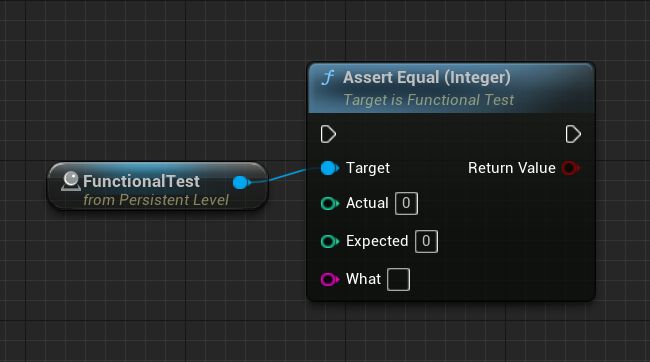 FunctionalTest
from Persistent Level
f Assert Equal (Integer)
Target is Functional Test
Target
Return Value
Actual 0
Expected 0
What